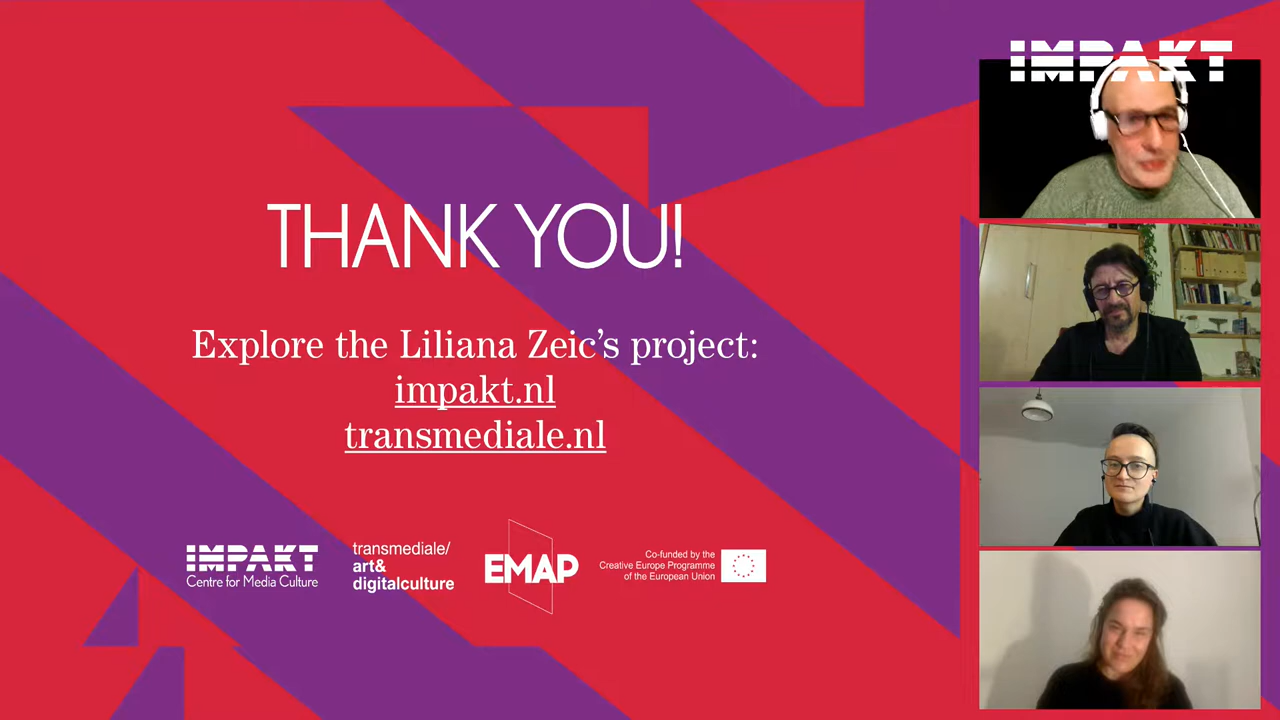 IMPAKT
THANK YOU!
Explore the Liliana Zeic’s project:
impakt.nl
transmediale.nl
IMPAKT
Centre for Media Culture
transmediale/
art&
digitalculture
EMAP
Co-funded by the
Creative Europe Programme
of the European Union